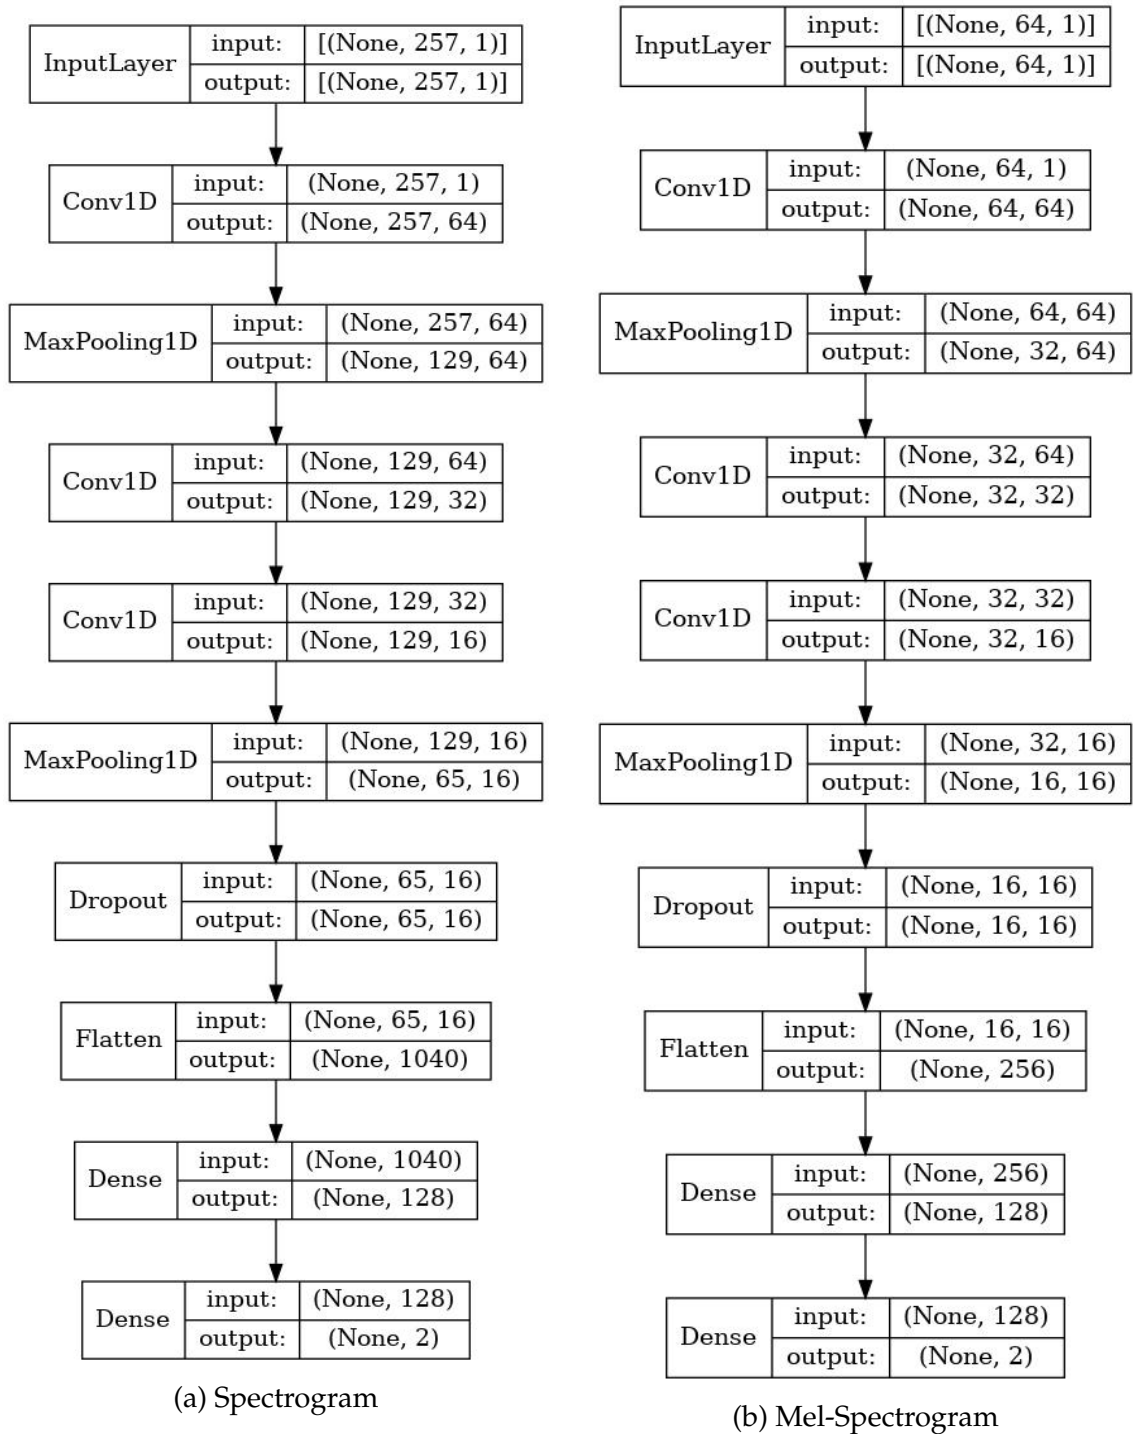 InputLayer
input: [(None, 257, 1)]
output: [(None, 257, 1)]
Conv1D
input: (None, 257, 1)
output: (None, 257, 64)
MaxPooling1D
input: (None, 257, 64)
output: (None, 129, 64)
Conv1D
input: (None, 129, 64)
output: (None, 129, 32)
Conv1D
input: (None, 129, 32)
output: (None, 129, 16)
MaxPooling1D
input: (None, 129, 16)
output: (None, 65, 16)
Dropout
input: (None, 65, 16)
output: (None, 65, 16)
Flatten
input: (None, 65, 16)
output: (None, 1040)
Dense
input: (None, 1040)
output: (None, 128)
Dense
input: (None, 128)
output: (None, 2)
(a) Spectrogram
InputLayer
input: [(None, 64, 1)]
output: [(None, 64, 1)]
Conv1D
input: (None, 64, 1)
output: (None, 64, 64)
MaxPooling1D
input: (None, 64, 64)
output: (None, 32, 64)
Conv1D
input: (None, 32, 64)
output: (None, 32, 32)
Conv1D
input: (None, 32, 32)
output: (None, 32, 16)
MaxPooling1D
input: (None, 32, 16)
output: (None, 16, 16)
Dropout
input: (None, 16, 16)
output: (None, 16, 16)
Flatten
input: (None, 16, 16)
output: (None, 256)
Dense
input: (None, 256)
output: (None, 128)
Dense
input: (None, 128)
output: (None, 2)
(b) Mel-Spectrogram